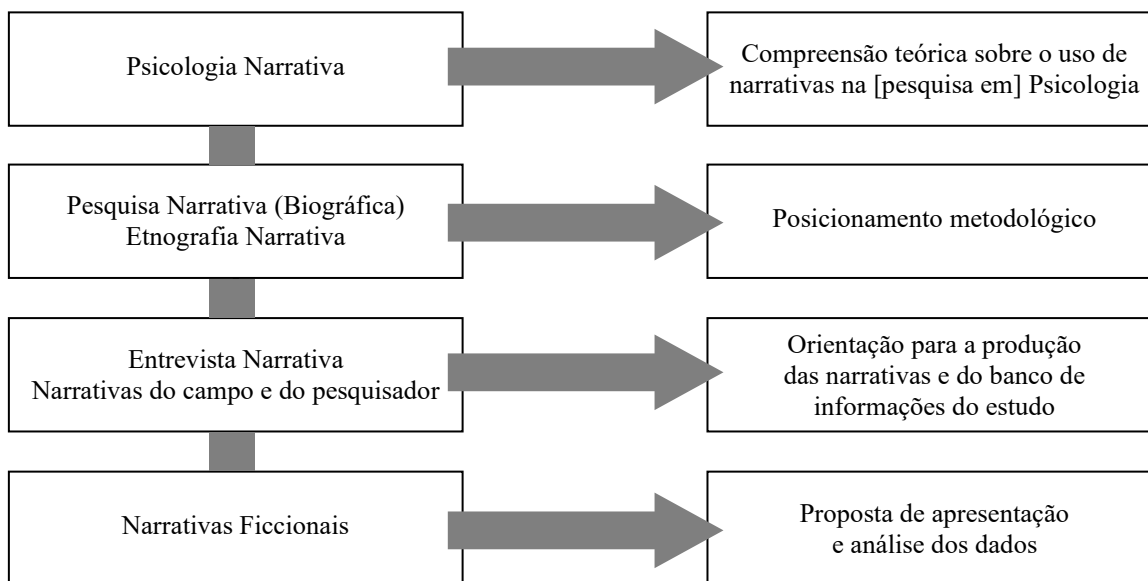 Psicologia Narrativa
Compreensão teórica sobre o uso de
narrativas na [pesquisa em] Psicologia
Pesquisa Narrativa (Biográfica)
Etnografia Narrativa
Posicionamento metodológico
Entrevista Narrativa
Narrativas do campo e do pesquisador
Orientação para a produção
das narrativas e do banco de
informações do estudo
Narrativas Ficcionais
Proposta de apresentação
e análise dos dados